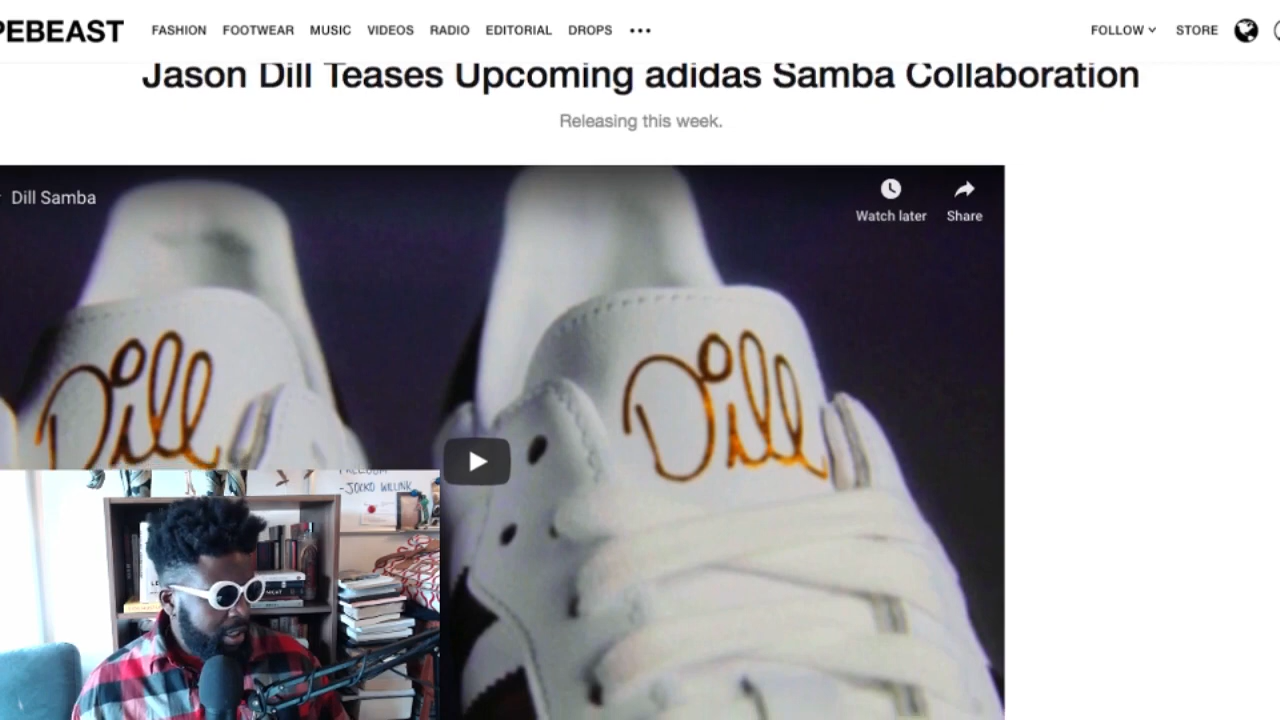 PEBEAST FASHION FOOTWEAR MUSIC VIDEOS RADIO EDITORIAL DROPS ••• FOLLOW STORE
Jason Dill Teases Upcoming adidas Samba Collaboration
Releasing this week.
Dill Samba
Watch later Share
Dill
Dill
FREEDOM
-JOCKO WILLINK